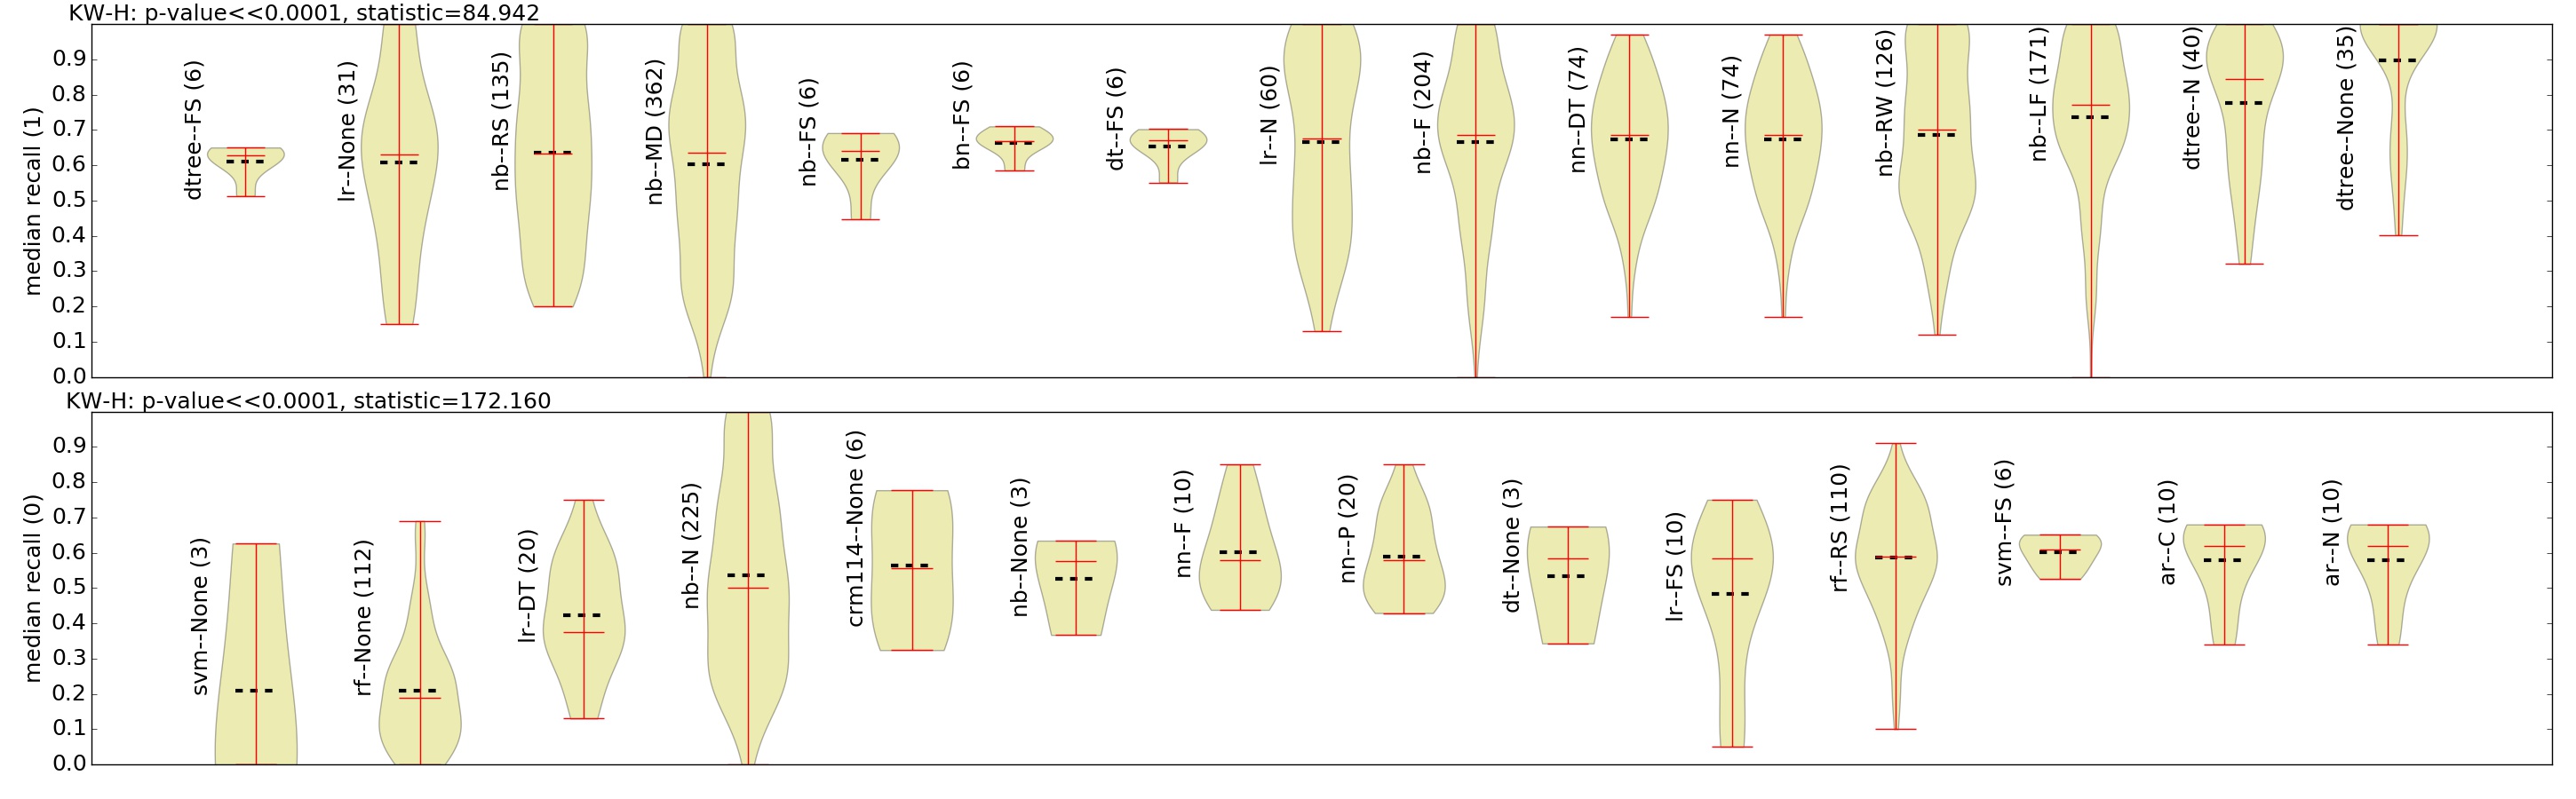 KW-H: p-value<<0.0001, statistic=84.942
median recall (1)
0.9
0.8
0.7
0.6
0.5
0.4
0.3
0.2
0.1
0.0
dtree--FS (6)
lr--None (31)
nb--RS (135)
nb--MD (362)
nb--FS (6)
bn--FS (6)
dt--FS (6)
lr--N (60)
nb--F (204)
nn--DT (74)
nn--N (74)
nb--RW (126)
nb--LF (171)
dtree--N (40)
dtree--None (35)
KW-H: p-value<<0.0001, statistic=172.160
median recall (0)
0.9
0.8
0.7
0.6
0.5
0.4
0.3
0.2
0.1
0.0
svm--None (3)
rf--None (112)
lr--DT (20)
nb--N (225)
crm114--None (6)
nb--None (3)
nn--F (10)
nn--P (20)
dt--None (3)
lr--FS (10)
rf--RS (110)
svm--FS (6)
ar--C (10)
ar--N (10)